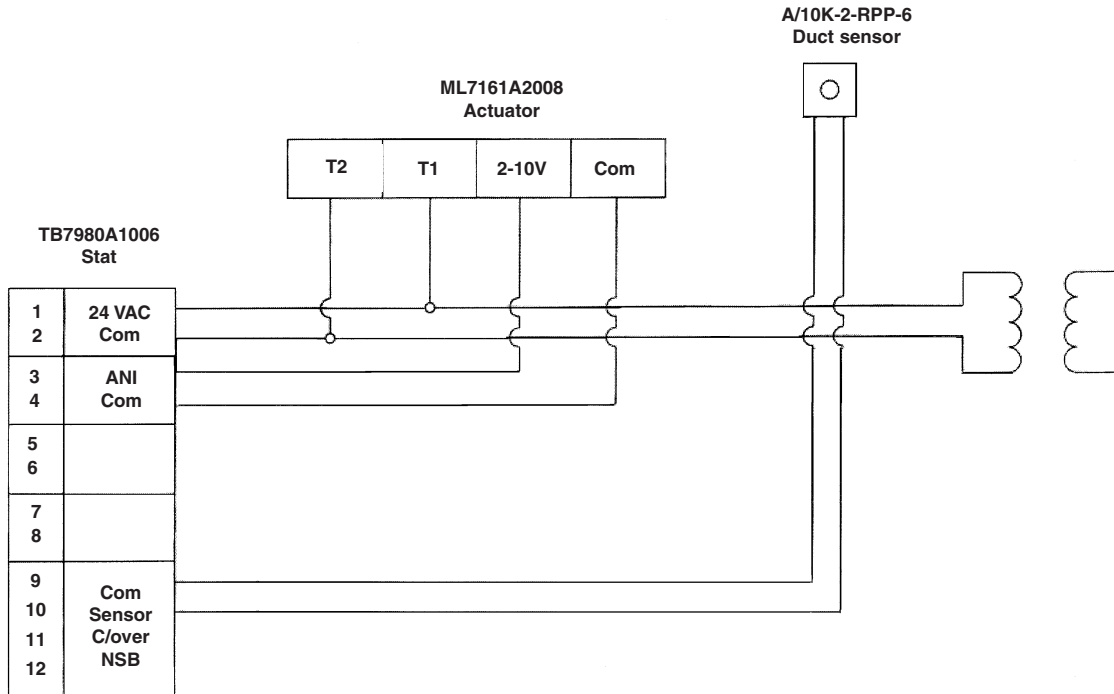 A/10K-2-RPP-6
Duct sensor
ML7161A2008
Actuator
T2 T1 2-10V Com
TB7980A1006
Stat
1 24 VAC
2 Com
3 ANI
4 Com
5
6
7
8
9 Com
10 Sensor
11 C/over
12 NSB